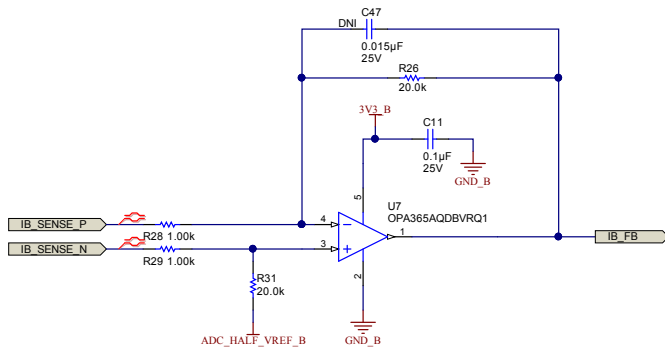 C47
DNI
0.015µF
25V
R26
20.0k
3V3_B
C11
0.1µF
25V
GND_B
5
U7
OPA365AQDBVRQ1
IB_SENSE_P
R28 1.00k
4
1
IB_FB
IB_SENSE_N
R29 1.00k
3
R31
20.0k
2
ADC_HALF_VREF_B
GND_B